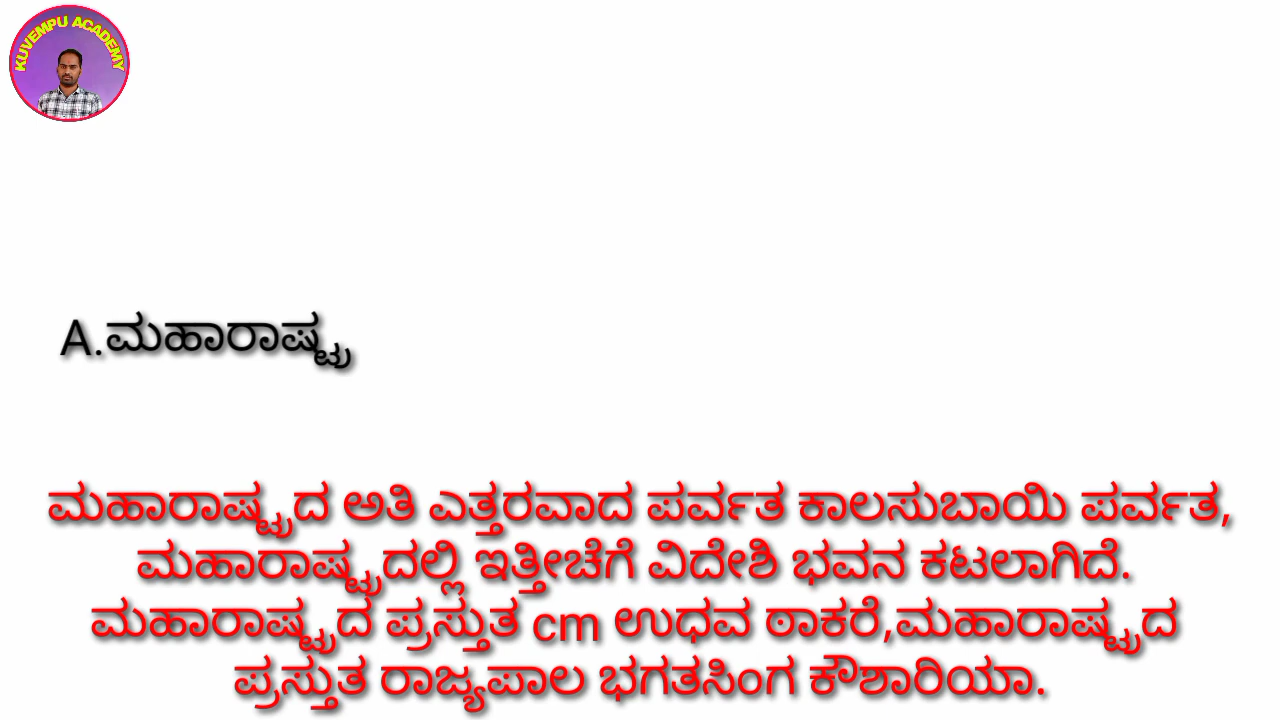 KUVEMPU ACADEMY
A.ಮಹಾರಾಷ್ಟ್ರ
ಮಹಾರಾಷ್ಟ್ರದ ಅತಿ ಎತ್ತರವಾದ ಪರ್ವತ ಕಾಲಸುಬಾಯಿ ಪರ್ವತ,
ಮಹಾರಾಷ್ಟ್ರದಲ್ಲಿ ಇತ್ತೀಚೆಗೆ ವಿದೇಶಿ ಭವನ ಕಟಲಾಗಿದೆ.
ಮಹಾರಾಷ್ಟ್ರದ ಪ್ರಸ್ತುತ cm ಉಧವ ಠಾಕರೆ,ಮಹಾರಾಷ್ಟ್ರದ
ಪ್ರಸ್ತುತ ರಾಜ್ಯಪಾಲ ಭಗತಸಿಂಗ ಕೌಶಾರಿಯಾ.